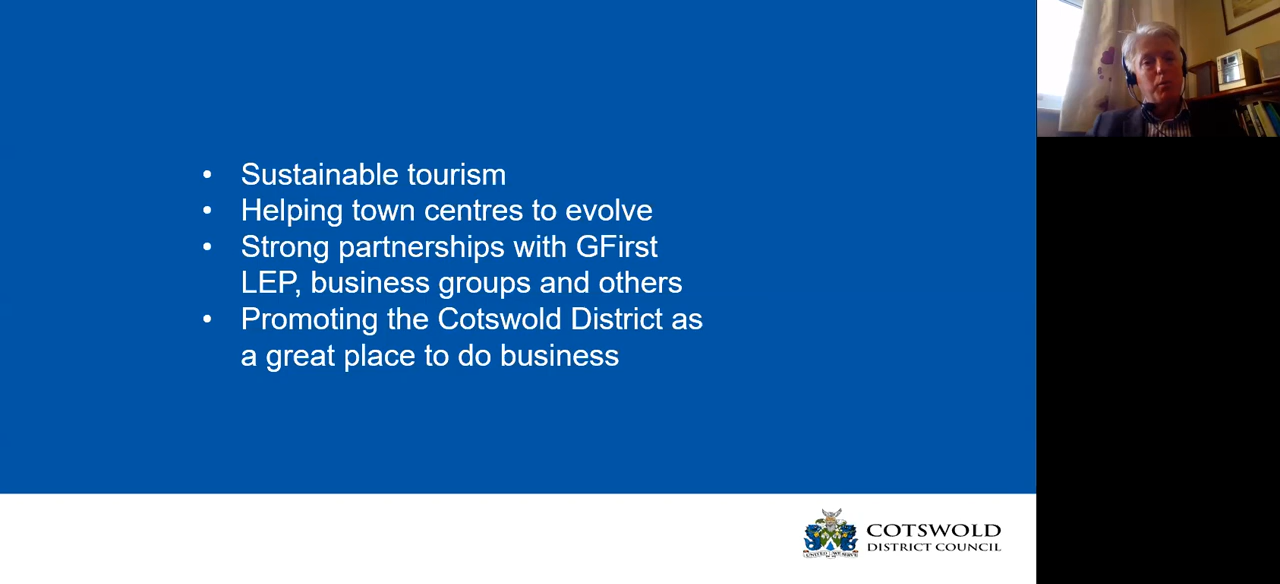 • Sustainable tourism
• Helping town centres to evolve
• Strong partnerships with GFirst
LEP, business groups and others
• Promoting the Cotswold District as
a great place to do business
COTSWOLD
DISTRICT COUNCIL